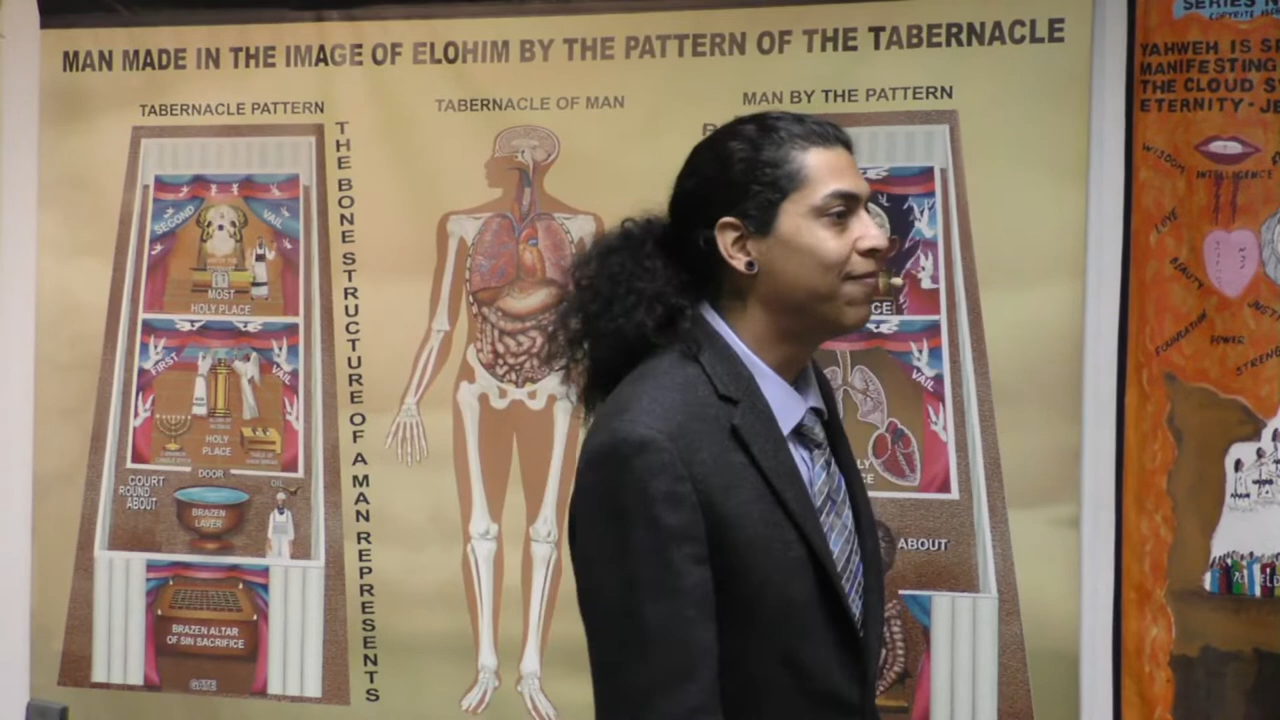 MAN MADE IN THE IMAGE OF ELOHIM BY THE PATTERN OF THE TABERNACLE
TABERNACLE PATTERN
TABERNACLE OF MAN
MAN BY THE PATTERN
THE BONE STRUCTURE OF A MAN REPRESENTS
SECOND
VAIL
MOST
HOLY PLACE
FIRST
VAIL
HOLY
PLACE
DOOR
COURT
ROUND
ABOUT
OIL
BRAZEN
LAVER
BRAZEN ALTAR
OF SIN SACRIFICE
GATE
VAIL
ABOUT
SERIES
YAHWEH IS
MANIFESTING
THE CLOUD
ETERNITY-
WISDOM
INTELLIGENCE
LOVE
BEAUTY
FOUNDATION
POWER